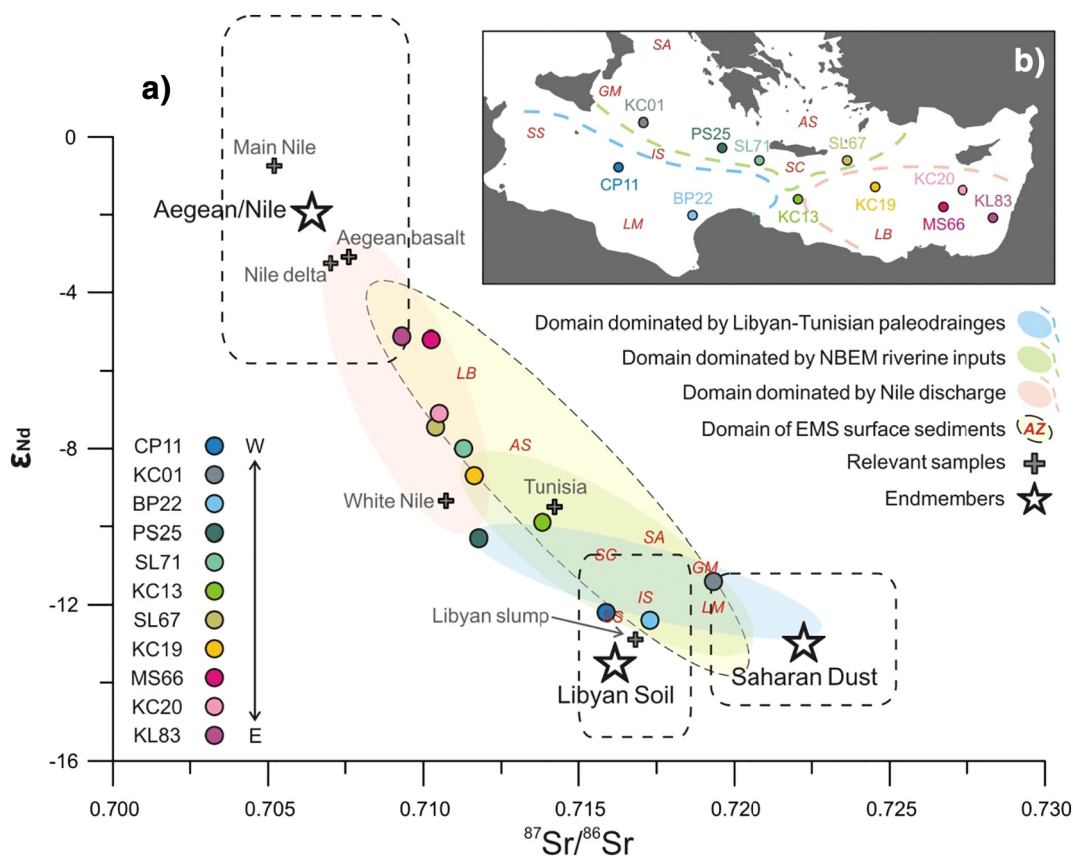 a)
b)
SA
GM
KC01
SS
PS25
AS
SL71
SL67
IS
SC
CP11
KC20
BP22
KC19
KL83
KC13
MS66
LM
LB
0
Main Nile
Aegean/Nile
Aegean basalt
Nile delta
-4
Domain dominated by Libyan-Tunisian paleodrainges
Domain dominated by NBEM riverine inputs
Domain dominated by Nile discharge
Domain of EMS surface sediments AZ
Relevant samples
Endmembers
LB
AS
εNd
CP11 W
KC01
BP22
PS25
SL71
KC13
SL67
KC19
MS66
KC20
KL83 E
-8
White Nile
Tunisia
SA
SG
GM
IS
LM
SS
-12
Libyan slump
Libyan Soil
Saharan Dust
-16
0.700 0.705 0.710 0.715 0.720 0.725 0.730
⁸⁷Sr/⁸⁶Sr